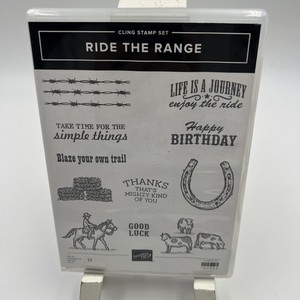 CLING STAMP SET
RIDE THE RANGE
LIFE IS A JOURNEY
enjoy the ride
TAKE TIME FOR THE
simple things
Happy
BIRTHDAY
Blaze your own trail
THANKS
THAT'S
MIGHTY KIND
OF YOU
GOOD
LUCK